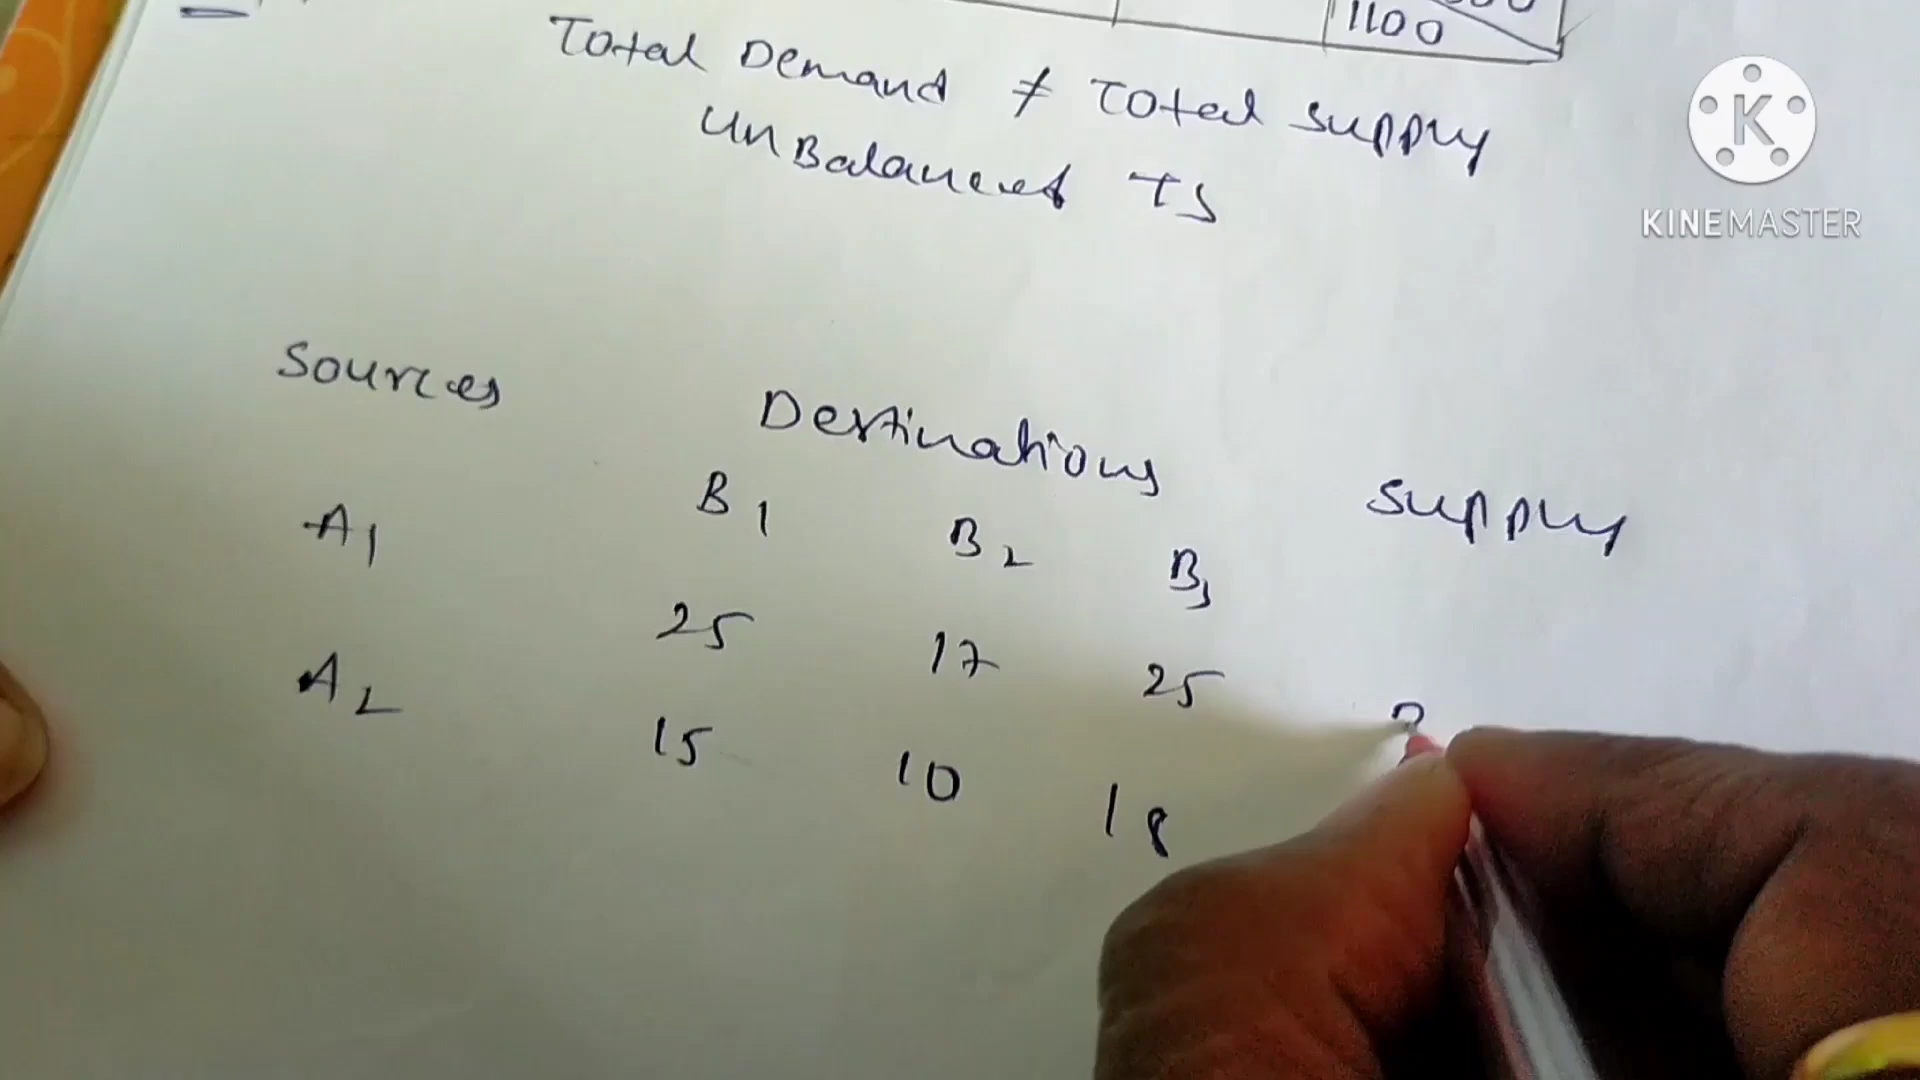 1100
Total Demand ≠ Total supply
UnBalanced TS
KINEMASTER
Sources Destinations supply
A1 B1 B2 B3
25 17 25
A2
15 10 18